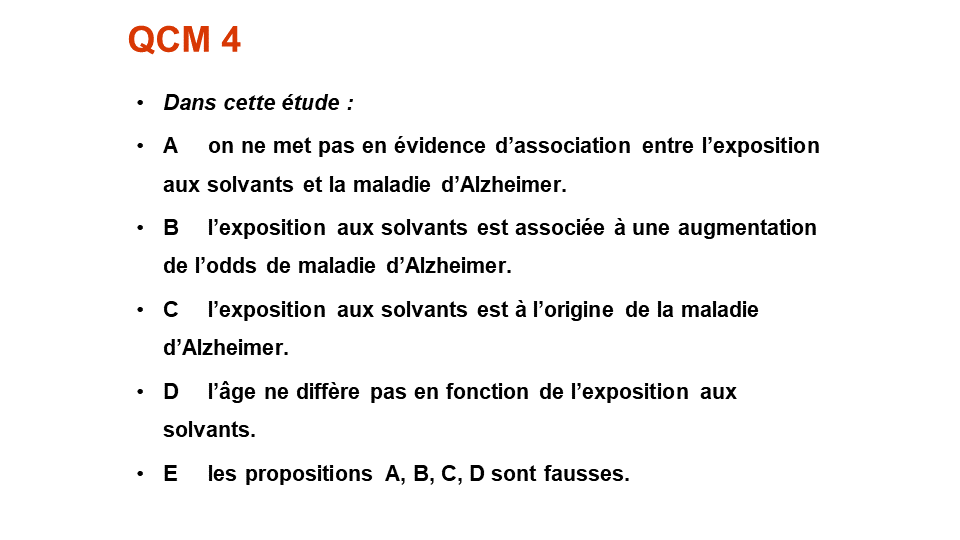 QCM 4
• Dans cette étude :
• A on ne met pas en évidence d’association entre l’exposition
aux solvants et la maladie d’Alzheimer.
• B l’exposition aux solvants est associée à une augmentation
de l’odds de maladie d’Alzheimer.
• C l’exposition aux solvants est à l’origine de la maladie
d’Alzheimer.
• D l’âge ne diffère pas en fonction de l’exposition aux
solvants.
• E les propositions A, B, C, D sont fausses.